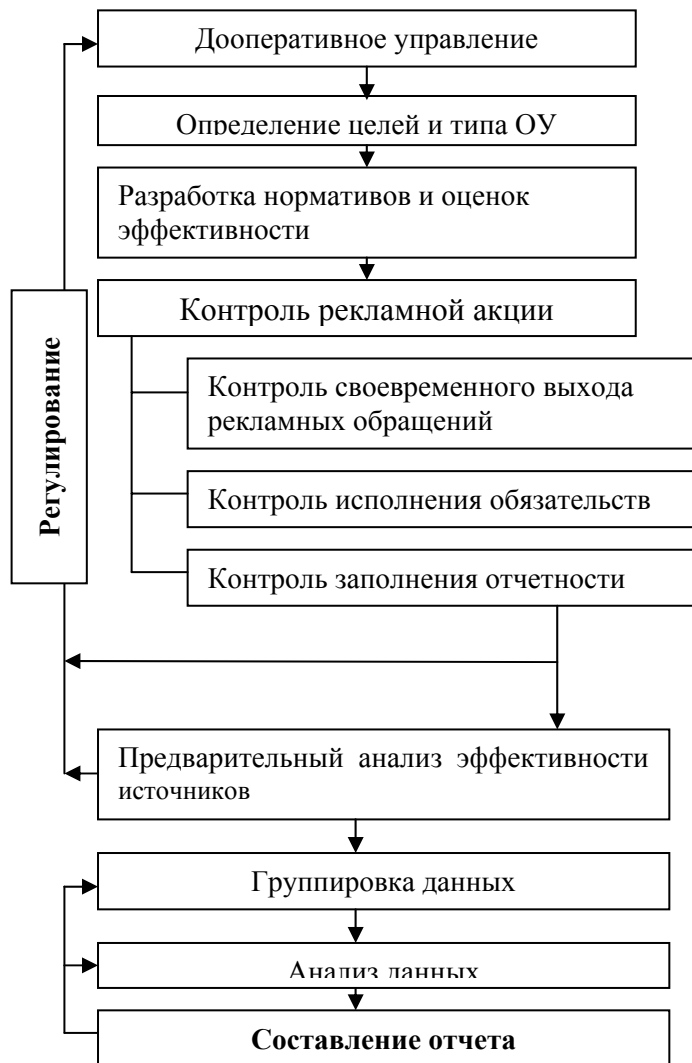 Дооперативное управление
Определение целей и типа ОУ
Разработка нормативов и оценок
эффективности
Контроль рекламной акции
Контроль своевременного выхода
рекламных обращений
Контроль исполнения обязательств
Контроль заполнения отчетности
Регулирование
Предварительный анализ эффективности
источников
Группировка данных
Анализ данных
Составление отчета